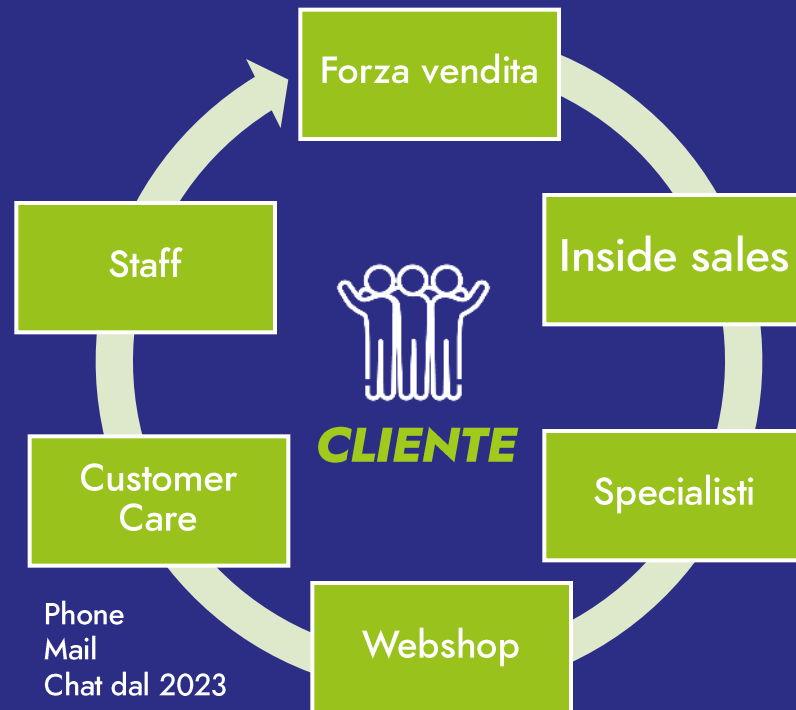 Forza vendita
Inside sales
Staff
CLIENTE
Customer
Care
Specialisti
Webshop
Phone
Mail
Chat dal 2023